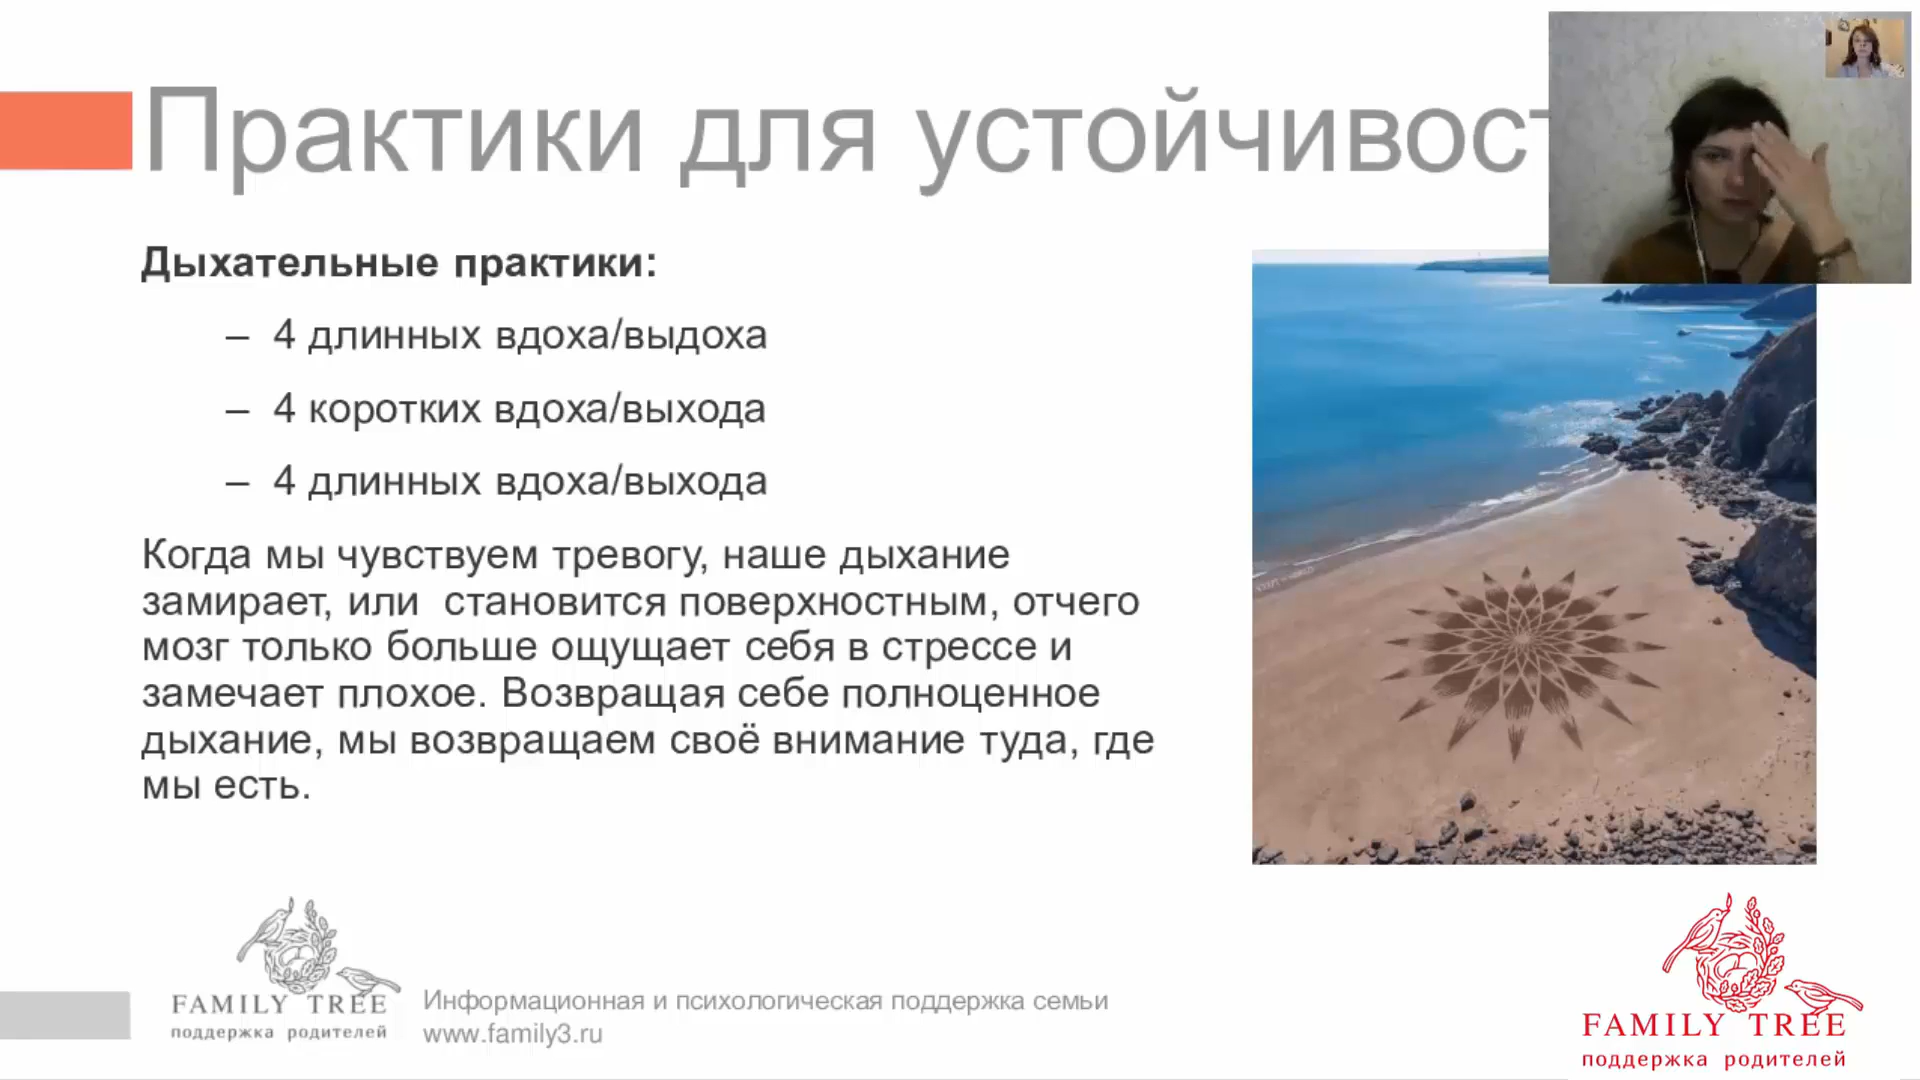 Практики для устойчивост
Дыхательные практики:
– 4 длинных вдоха/выдоха
– 4 коротких вдоха/выхода
– 4 длинных вдоха/выхода
Когда мы чувствуем тревогу, наше дыхание
замирает, или становится поверхностным, отчего
мозг только больше ощущает себя в стрессе и
замечает плохое. Возвращая себе полноценное
дыхание, мы возвращаем своё внимание туда, где
мы есть.
FAMILY TREE
поддержка родителей
Информационная и психологическая поддержка семьи
www.family3.ru
FAMILY TREE
поддержка родителей